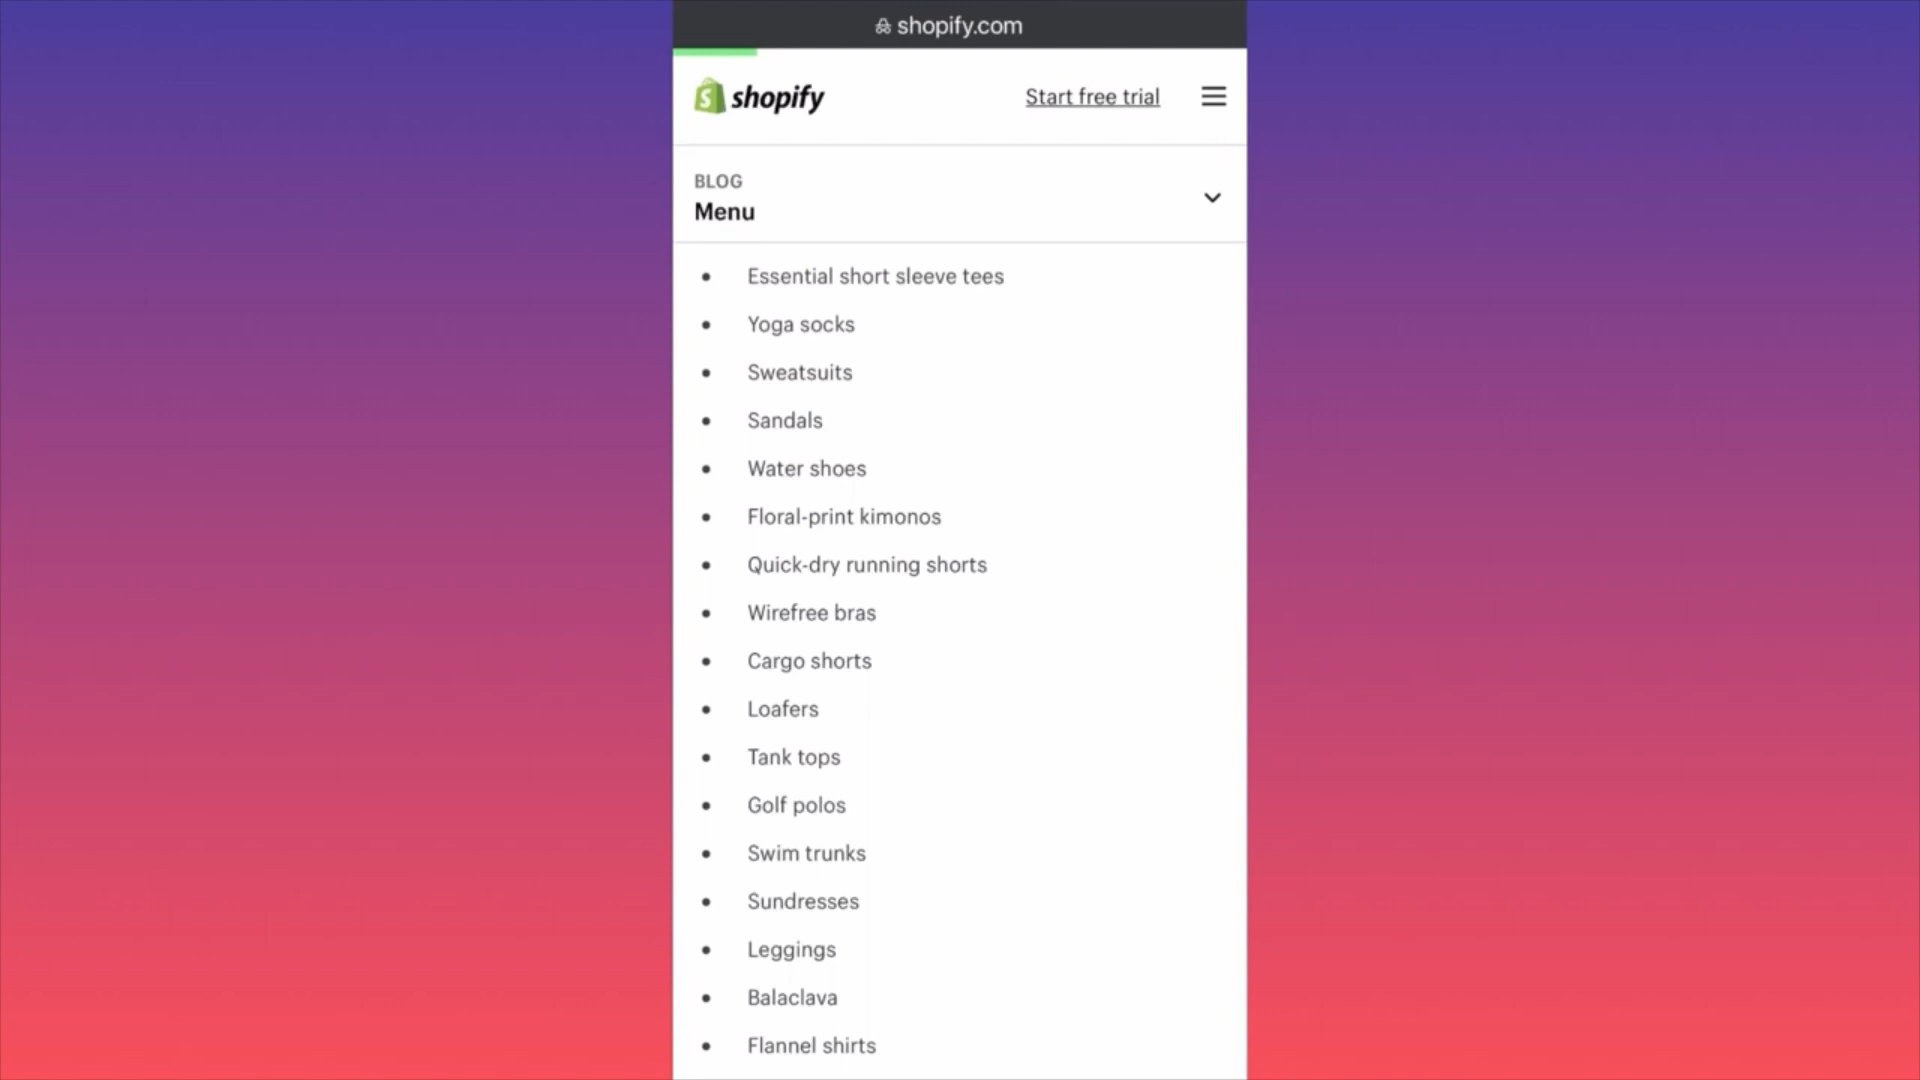 shopify.com
shopify
Start free trial
BLOG
Menu
• Essential short sleeve tees
• Yoga socks
• Sweatsuits
• Sandals
• Water shoes
• Floral-print kimonos
• Quick-dry running shorts
• Wirefree bras
• Cargo shorts
• Loafers
• Tank tops
• Golf polos
• Swim trunks
• Sundresses
• Leggings
• Balaclava
• Flannel shirts